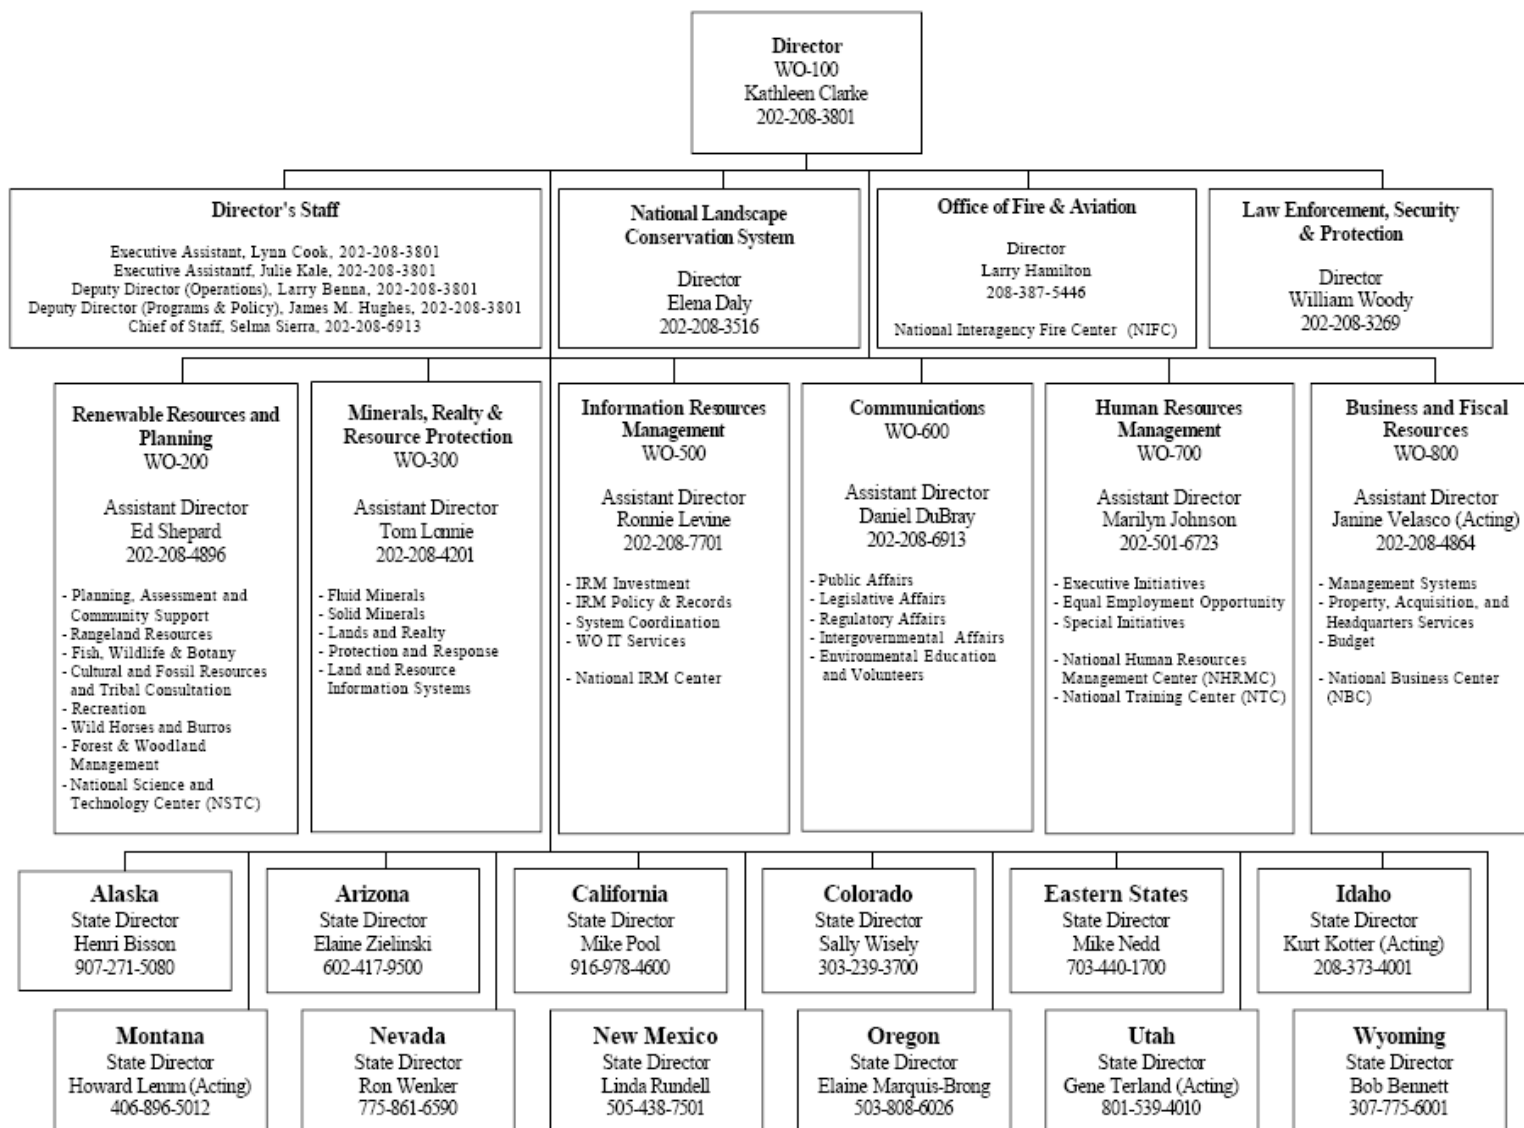 Director
WO-100
Kathleen Clarke
202-208-3801
Director's Staff
Executive Assistant, Lynn Cook, 202-208-3801
Executive Assistantf, Julie Kale, 202-208-3801
Deputy Director (Operations), Larry Benna, 202-208-3801
Deputy Director (Programs & Policy), James M. Hughes, 202-208-3801
Chief of Staff, Selma Sierra, 202-208-6913
National Landscape
Conservation System
Director
Elena Daly
202-208-3516
Office of Fire & Aviation
Director
Larry Hamilton
208-387-5446
National Interagency Fire Center (NIFC)
Law Enforcement, Security
& Protection
Director
William Woody
202-208-3269
Renewable Resources and
Planning
WO-200
Assistant Director
Ed Shepard
202-208-4896
- Planning, Assessment and
Community Support
- Rangeland Resources
- Fish, Wildlife & Botany
- Cultural and Fossil Resources
and Tribal Consultation
- Recreation
- Wild Horses and Burros
- Forest & Woodland
Management
- National Science and
Technology Center (NSTC)
Minerals, Realty &
Resource Protection
WO-300
Assistant Director
Tom Lonnie
202-208-4201
- Fluid Minerals
- Solid Minerals
- Lands and Realty
- Protection and Response
- Land and Resource
Information Systems
Information Resources
Management
WO-500
Assistant Director
Ronnie Levine
202-208-7701
- IRM Investment
- IRM Policy & Records
- System Coordination
- WO IT Services
- National IRM Center
Communications
WO-600
Assistant Director
Daniel DuBray
202-208-6913
- Public Affairs
- Legislative Affairs
- Regulatory Affairs
- Intergovernmental Affairs
- Environmental Education
and Volunteers
Human Resources
Management
WO-700
Assistant Director
Marilyn Johnson
202-501-6723
- Executive Initiatives
- Equal Employment Opportunity
- Special Initiatives
- National Human Resources
Management Center (NHRMC)
- National Training Center (NTC)
Business and Fiscal
Resources
WO-800
Assistant Director
Janine Velasco (Acting)
202-208-4864
- Management Systems
- Property, Acquisition, and
Headquarters Services
- Budget
- National Business Center
(NBC)
Alaska
State Director
Henri Bisson
907-271-5080
Arizona
State Director
Elaine Zielinski
602-417-9500
California
State Director
Mike Pool
916-978-4600
Colorado
State Director
Sally Wisely
303-239-3700
Eastern States
State Director
Mike Nedd
703-440-1700
Idaho
State Director
Kurt Kotter (Acting)
208-373-4001
Montana
State Director
Howard Lemm (Acting)
406-896-5012
Nevada
State Director
Ron Wenker
775-861-6590
New Mexico
State Director
Linda Rundell
505-438-7501
Oregon
State Director
Elaine Marquis-Brong
503-808-6026
Utah
State Director
Gene Terland (Acting)
801-539-4010
Wyoming
State Director
Bob Bennett
307-775-6001